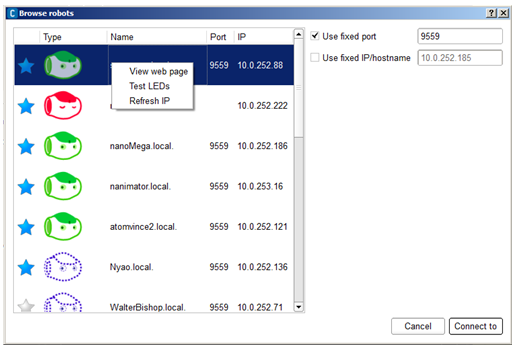 Browse robots
Type Name Port IP
Use fixed port 9559
Use fixed IP/hostname 10.0.252.185
9559 10.0.252.88
View web page
Test LEDs
Refresh IP
10.0.252.222
nanoMega.local. 9559 10.0.252.186
nanimator.local. 9559 10.0.253.16
atomvince2.local. 9559 10.0.252.121
Nyao.local. 9559 10.0.252.136
WalterBishop.local. 9559 10.0.252.71
Cancel Connect to